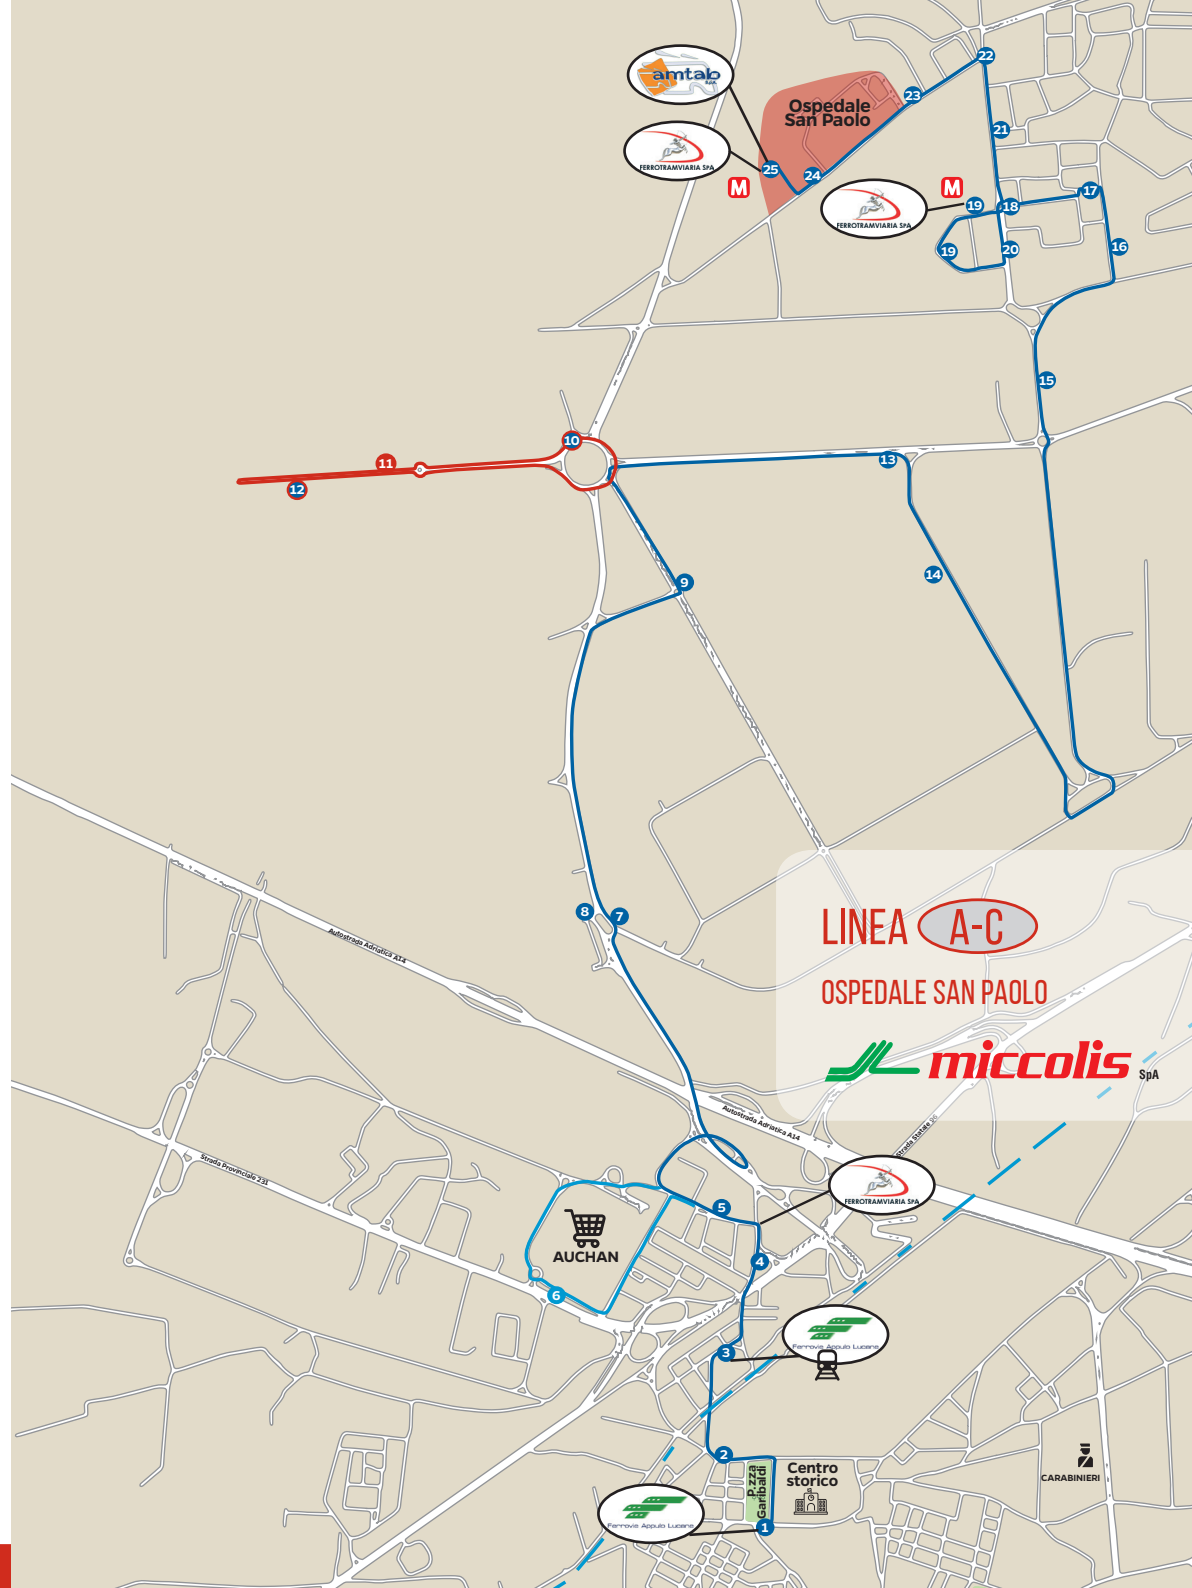 22
amtab
S.P.A.
23
Ospedale
San Paolo
21
FERROTRAMVIARIA SPA
25
24
M
M
17
19
18
FERROTRAMVIARIA SPA
16
19
20
15
10
11
13
12
14
9
8
7
LINEA A-C
Autostrada Adriatica A14
OSPEDALE SAN PAOLO
miccolis SpA
Autostrada Adriatica A14
Strada Statale 96
Strada Provinciale 231
FERROTRAMVIARIA SPA
5
AUCHAN
4
6
Ferrovie Appulo Lucane
3
2
P.zza
Garibaldi
Centro
storico
CARABINIERI
Ferrovie Appulo Lucane
1